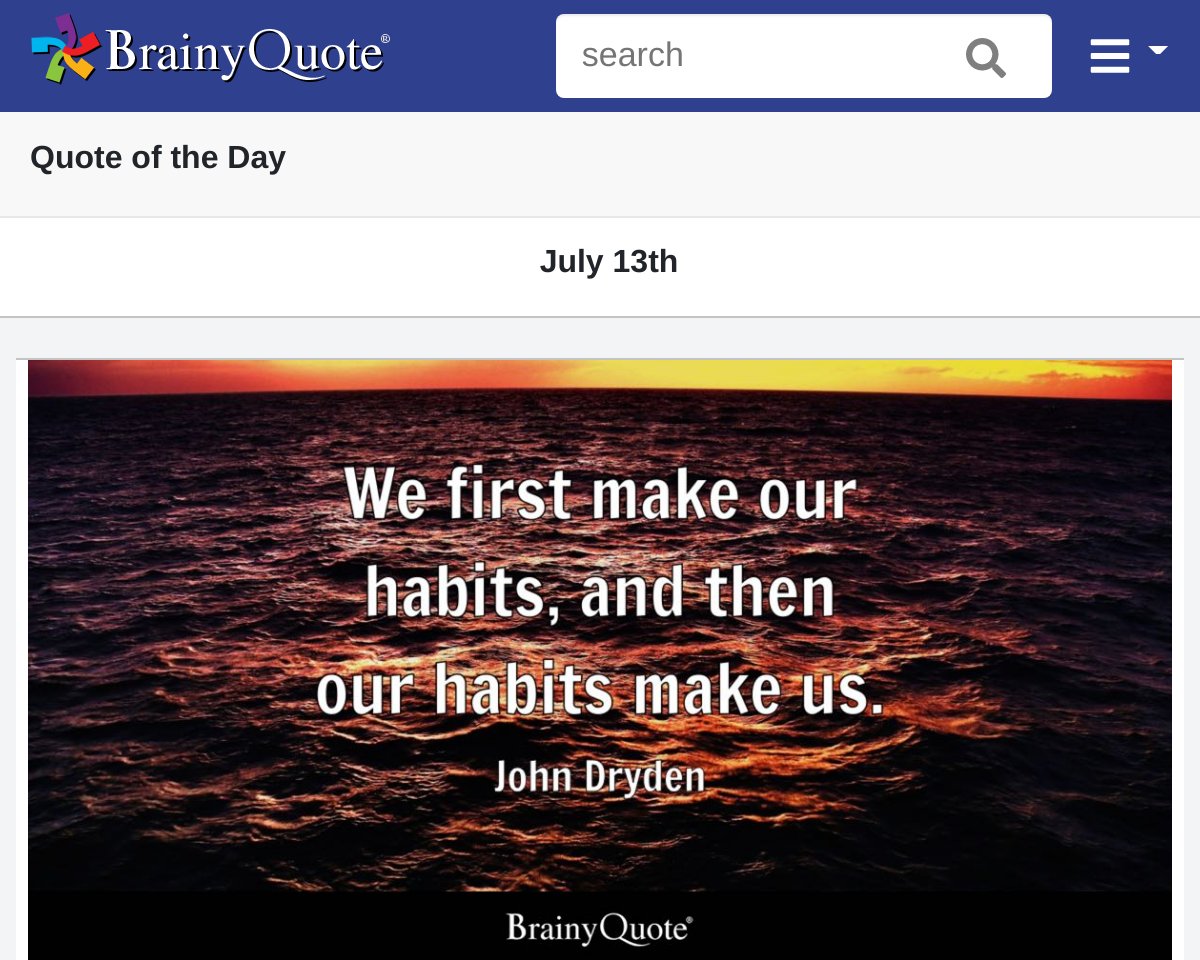 BrainyQuote®
search
Quote of the Day
July 13th
We first make our
habits, and then
our habits make us.
John Dryden
BrainyQuote®